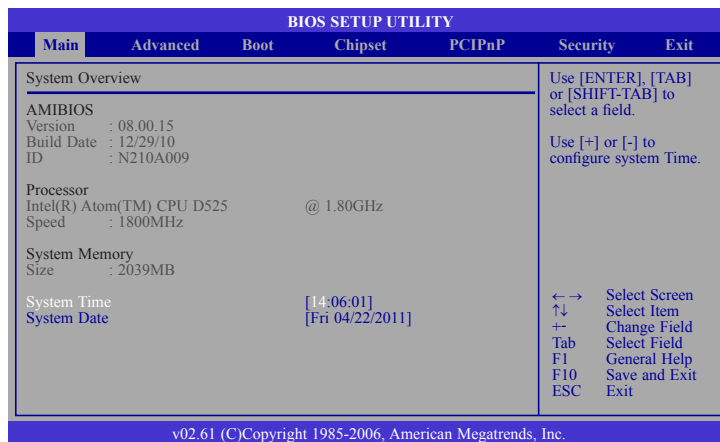 BIOS SETUP UTILITY
Main Advanced Boot Chipset PCIPnP Security Exit
System Overview
AMIBIOS
Version : 08.00.15
Build Date : 12/29/10
ID : N210A009
Processor
Intel(R) Atom(TM) CPU D525 @ 1.80GHz
Speed : 1800MHz
System Memory
Size : 2039MB
System Time [14:06:01]
System Date [Fri 04/22/2011]
Use [ENTER], [TAB]
or [SHIFT-TAB] to
select a field.
Use [+] or [-] to
configure system Time.
←→ Select Screen
↑↓ Select Item
+- Change Field
Tab Select Field
F1 General Help
F10 Save and Exit
ESC Exit
v02.61 (C)Copyright 1985-2006, American Megatrends, Inc.